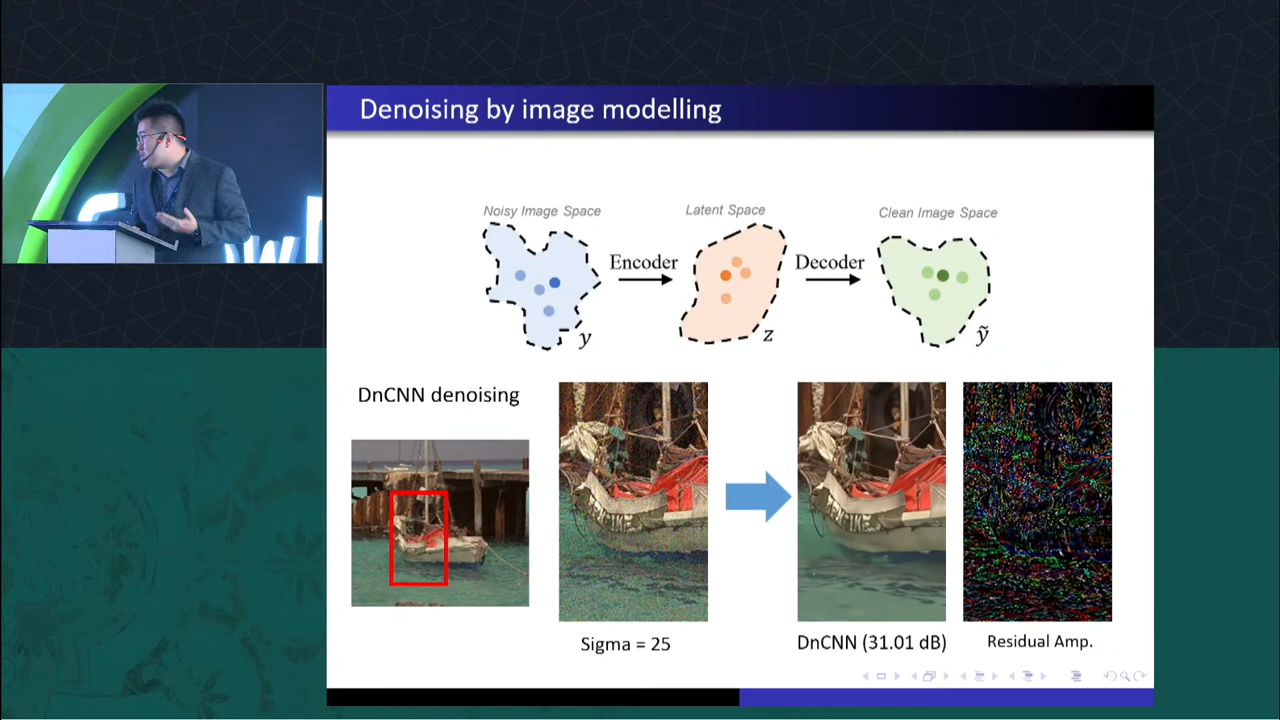 Denoising by image modelling
Noisy Image Space
Latent Space
Clean Image Space
Encoder
Decoder
y
z
ỹ
DnCNN denoising
Sigma = 25
DnCNN (31.01 dB)
Residual Amp.